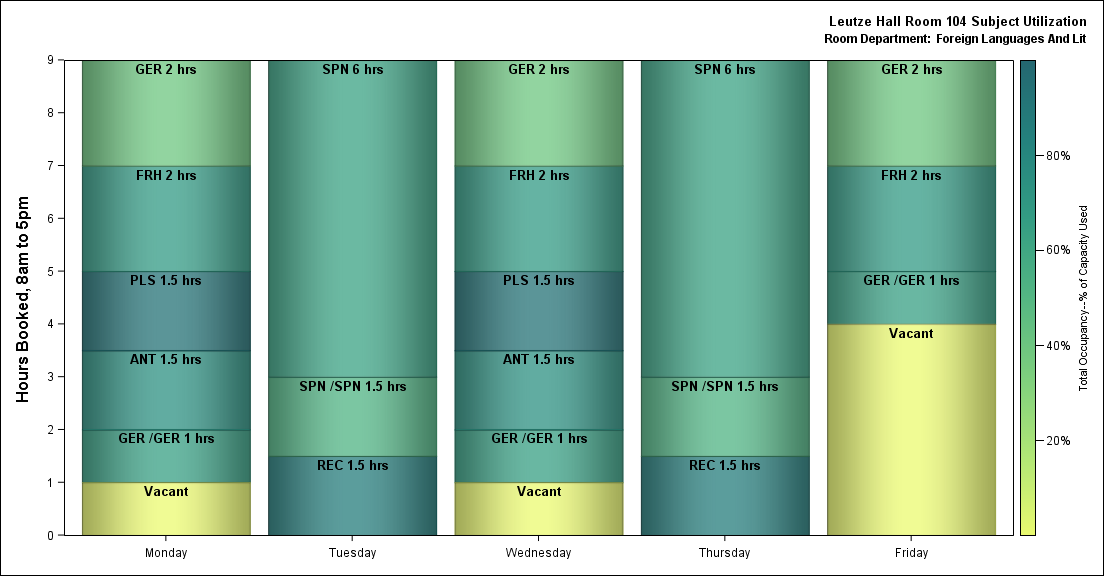 Leutze Hall Room 104 Subject Utilization
Room Department: Foreign Languages And Lit
Hours Booked, 8am to 5pm
9
8
7
6
5
4
3
2
1
0
GER 2 hrs
FRH 2 hrs
PLS 1.5 hrs
ANT 1.5 hrs
GER /GER 1 hrs
Vacant
Monday
SPN 6 hrs
SPN /SPN 1.5 hrs
REC 1.5 hrs
Tuesday
GER 2 hrs
FRH 2 hrs
PLS 1.5 hrs
ANT 1.5 hrs
GER /GER 1 hrs
Vacant
Wednesday
SPN 6 hrs
SPN /SPN 1.5 hrs
REC 1.5 hrs
Thursday
GER 2 hrs
FRH 2 hrs
GER /GER 1 hrs
Vacant
Friday
80%
60%
40%
20%
Total Occupancy--% of Capacity Used